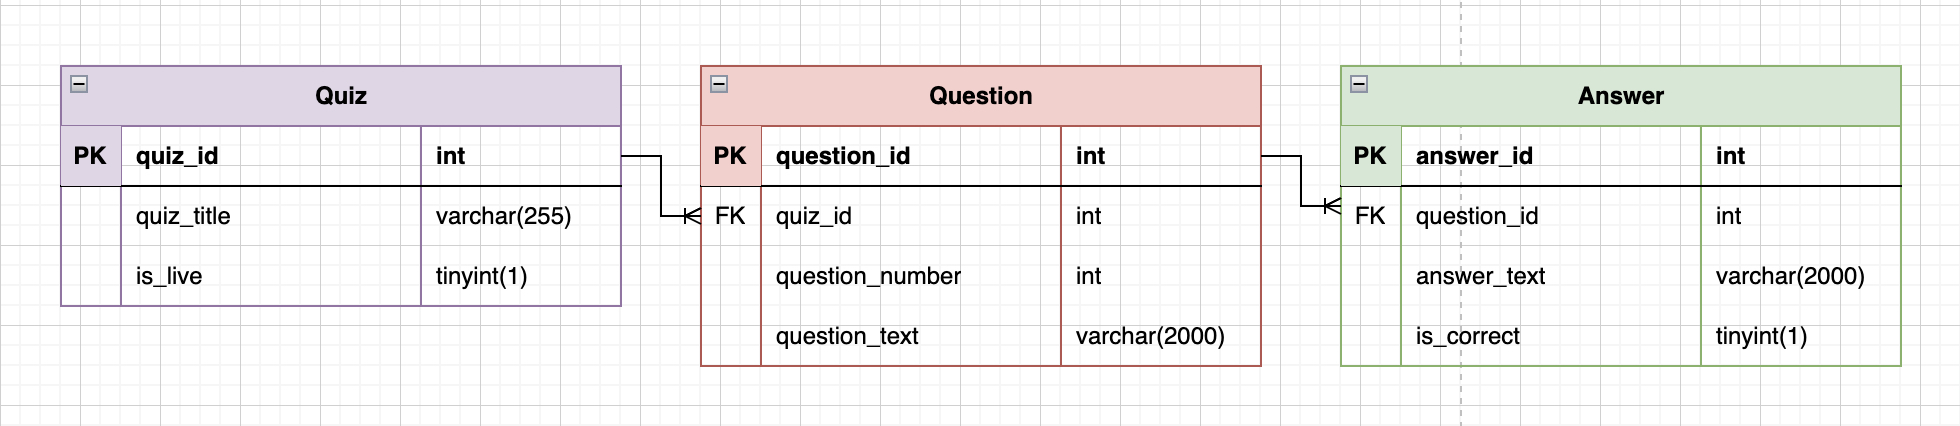 Quiz
PK quiz_id int
quiz_title varchar(255)
is_live tinyint(1)
Question
PK question_id int
FK quiz_id int
question_number int
question_text varchar(2000)
Answer
PK answer_id int
FK question_id int
answer_text varchar(2000)
is_correct tinyint(1)